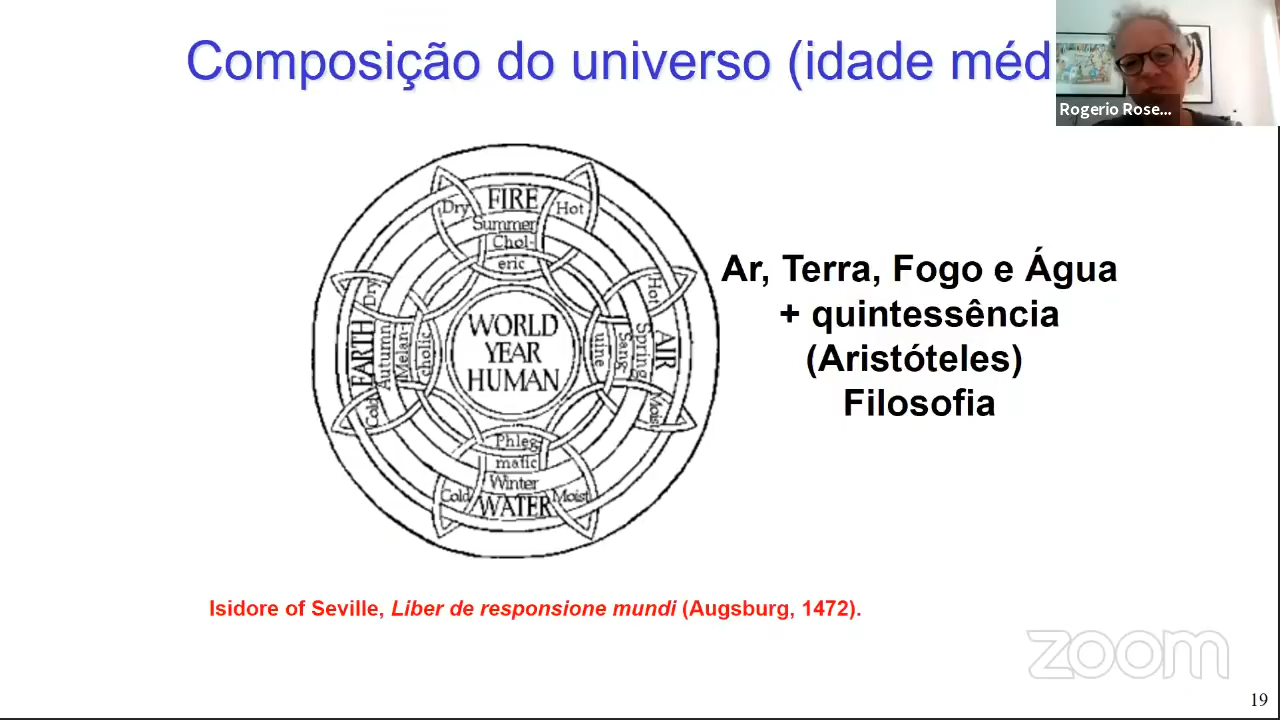 Composição do universo (idade méd
Rogerio Rose...
FIRE
Dry
Hot
Summer
Chol-
eric
Dry
EARTH
Autumn
Melan-
cholic
Cold
WORLD
YEAR
HUMAN
Hot
AIR
Spring
Sang
uine
Moist
Phleg
matic
Winter
Cold
WATER
Moist
Ar, Terra, Fogo e Água
+ quintessência
(Aristóteles)
Filosofia
Isidore of Seville, Liber de responsione mundi (Augsburg, 1472).
zoom
19